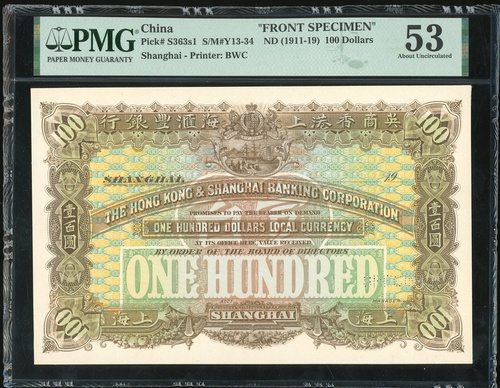 PMG
PAPER MONEY GUARANTY
China
Pick# S363s1 S/M#Y13-34
Shanghai - Printer: BWC
"FRONT SPECIMEN"
ND (1911-19) 100 Dollars
53
About Uncirculated
100
行銀豐滙海上港香商英
100
SHANGHAI
19
THE HONG KONG & SHANGHAI BANKING CORPORATION
PROMISES TO PAY THE BEARER ON DEMAND
壹百圓
ONE HUNDRED DOLLARS LOCAL CURRENCY
壹百圓
AT ITS OFFICE HERE, VALUE RECEIVED.
BY ORDER OF THE BOARD OF DIRECTORS
ONE HUNDRED
海上
SHANGHAI
海上
100
100